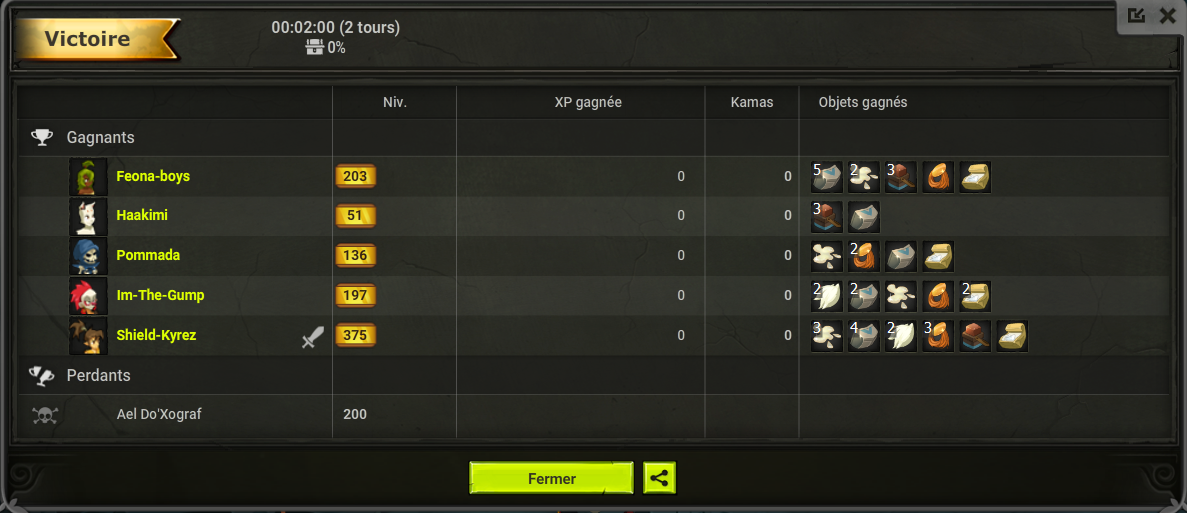 Victoire
00:02:00 (2 tours)
0%
Niv. XP gagnée Kamas Objets gagnés
Gagnants
Feona-boys 203 0 0 5 2 3
Haakimi 51 0 0 3
Pommada 136 0 0 2
Im-The-Gump 197 0 0 2 2 2
Shield-Kyrez 375 0 0 3 4 2 3
Perdants
Ael Do'Xograf 200
Fermer